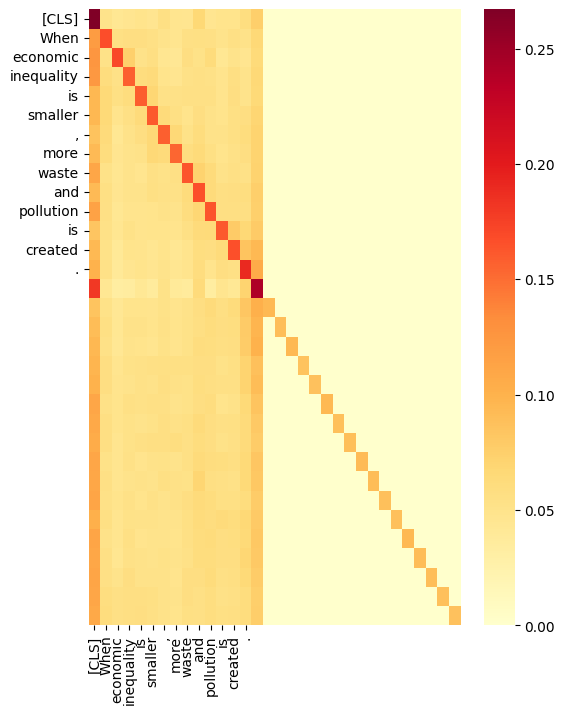 [CLS]
When
economic
inequality
is
smaller
,
more
waste
and
pollution
is
created
.
0.25
0.20
0.15
0.10
0.05
0.00
[CLS]
When
economic
inequality
is
smaller
,
more
waste
and
pollution
is
created
.